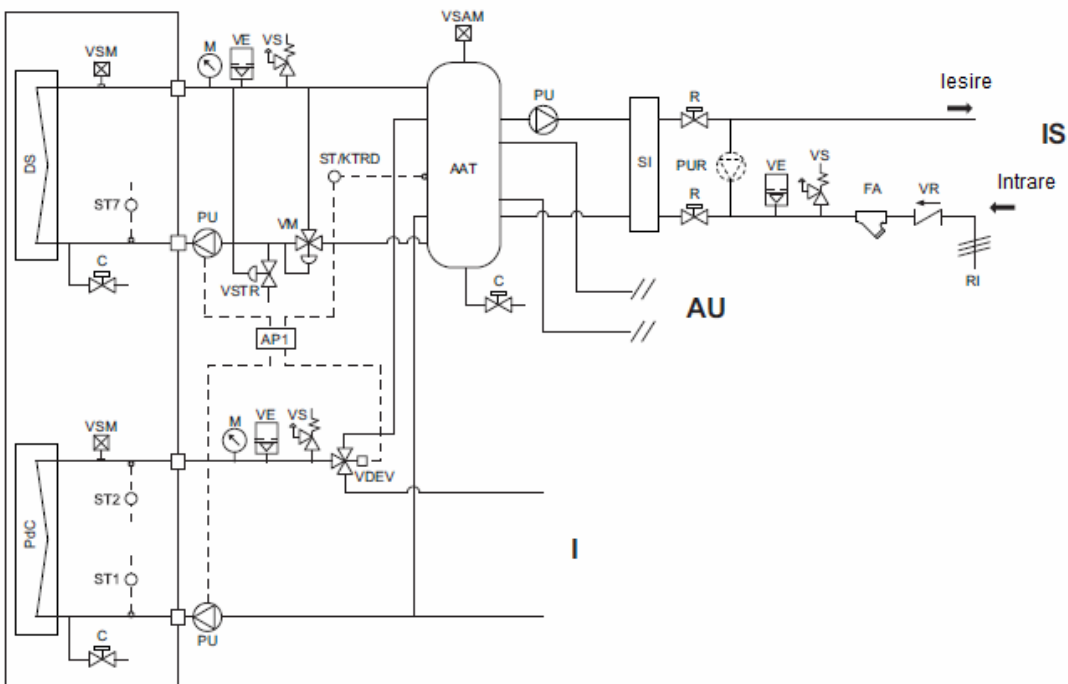 VSAM
VSM
M
VE
VS
PU
R
Iesire
IS
DS
ST/KTRD
AAT
SI
PUR
VE
VS
Intrare
ST7
PU
VM
R
FA
VR
C
VSTR
C
RI
AU
AP1
VSM
M
VE
VS
VDEV
PdC
ST2
I
ST1
C
PU